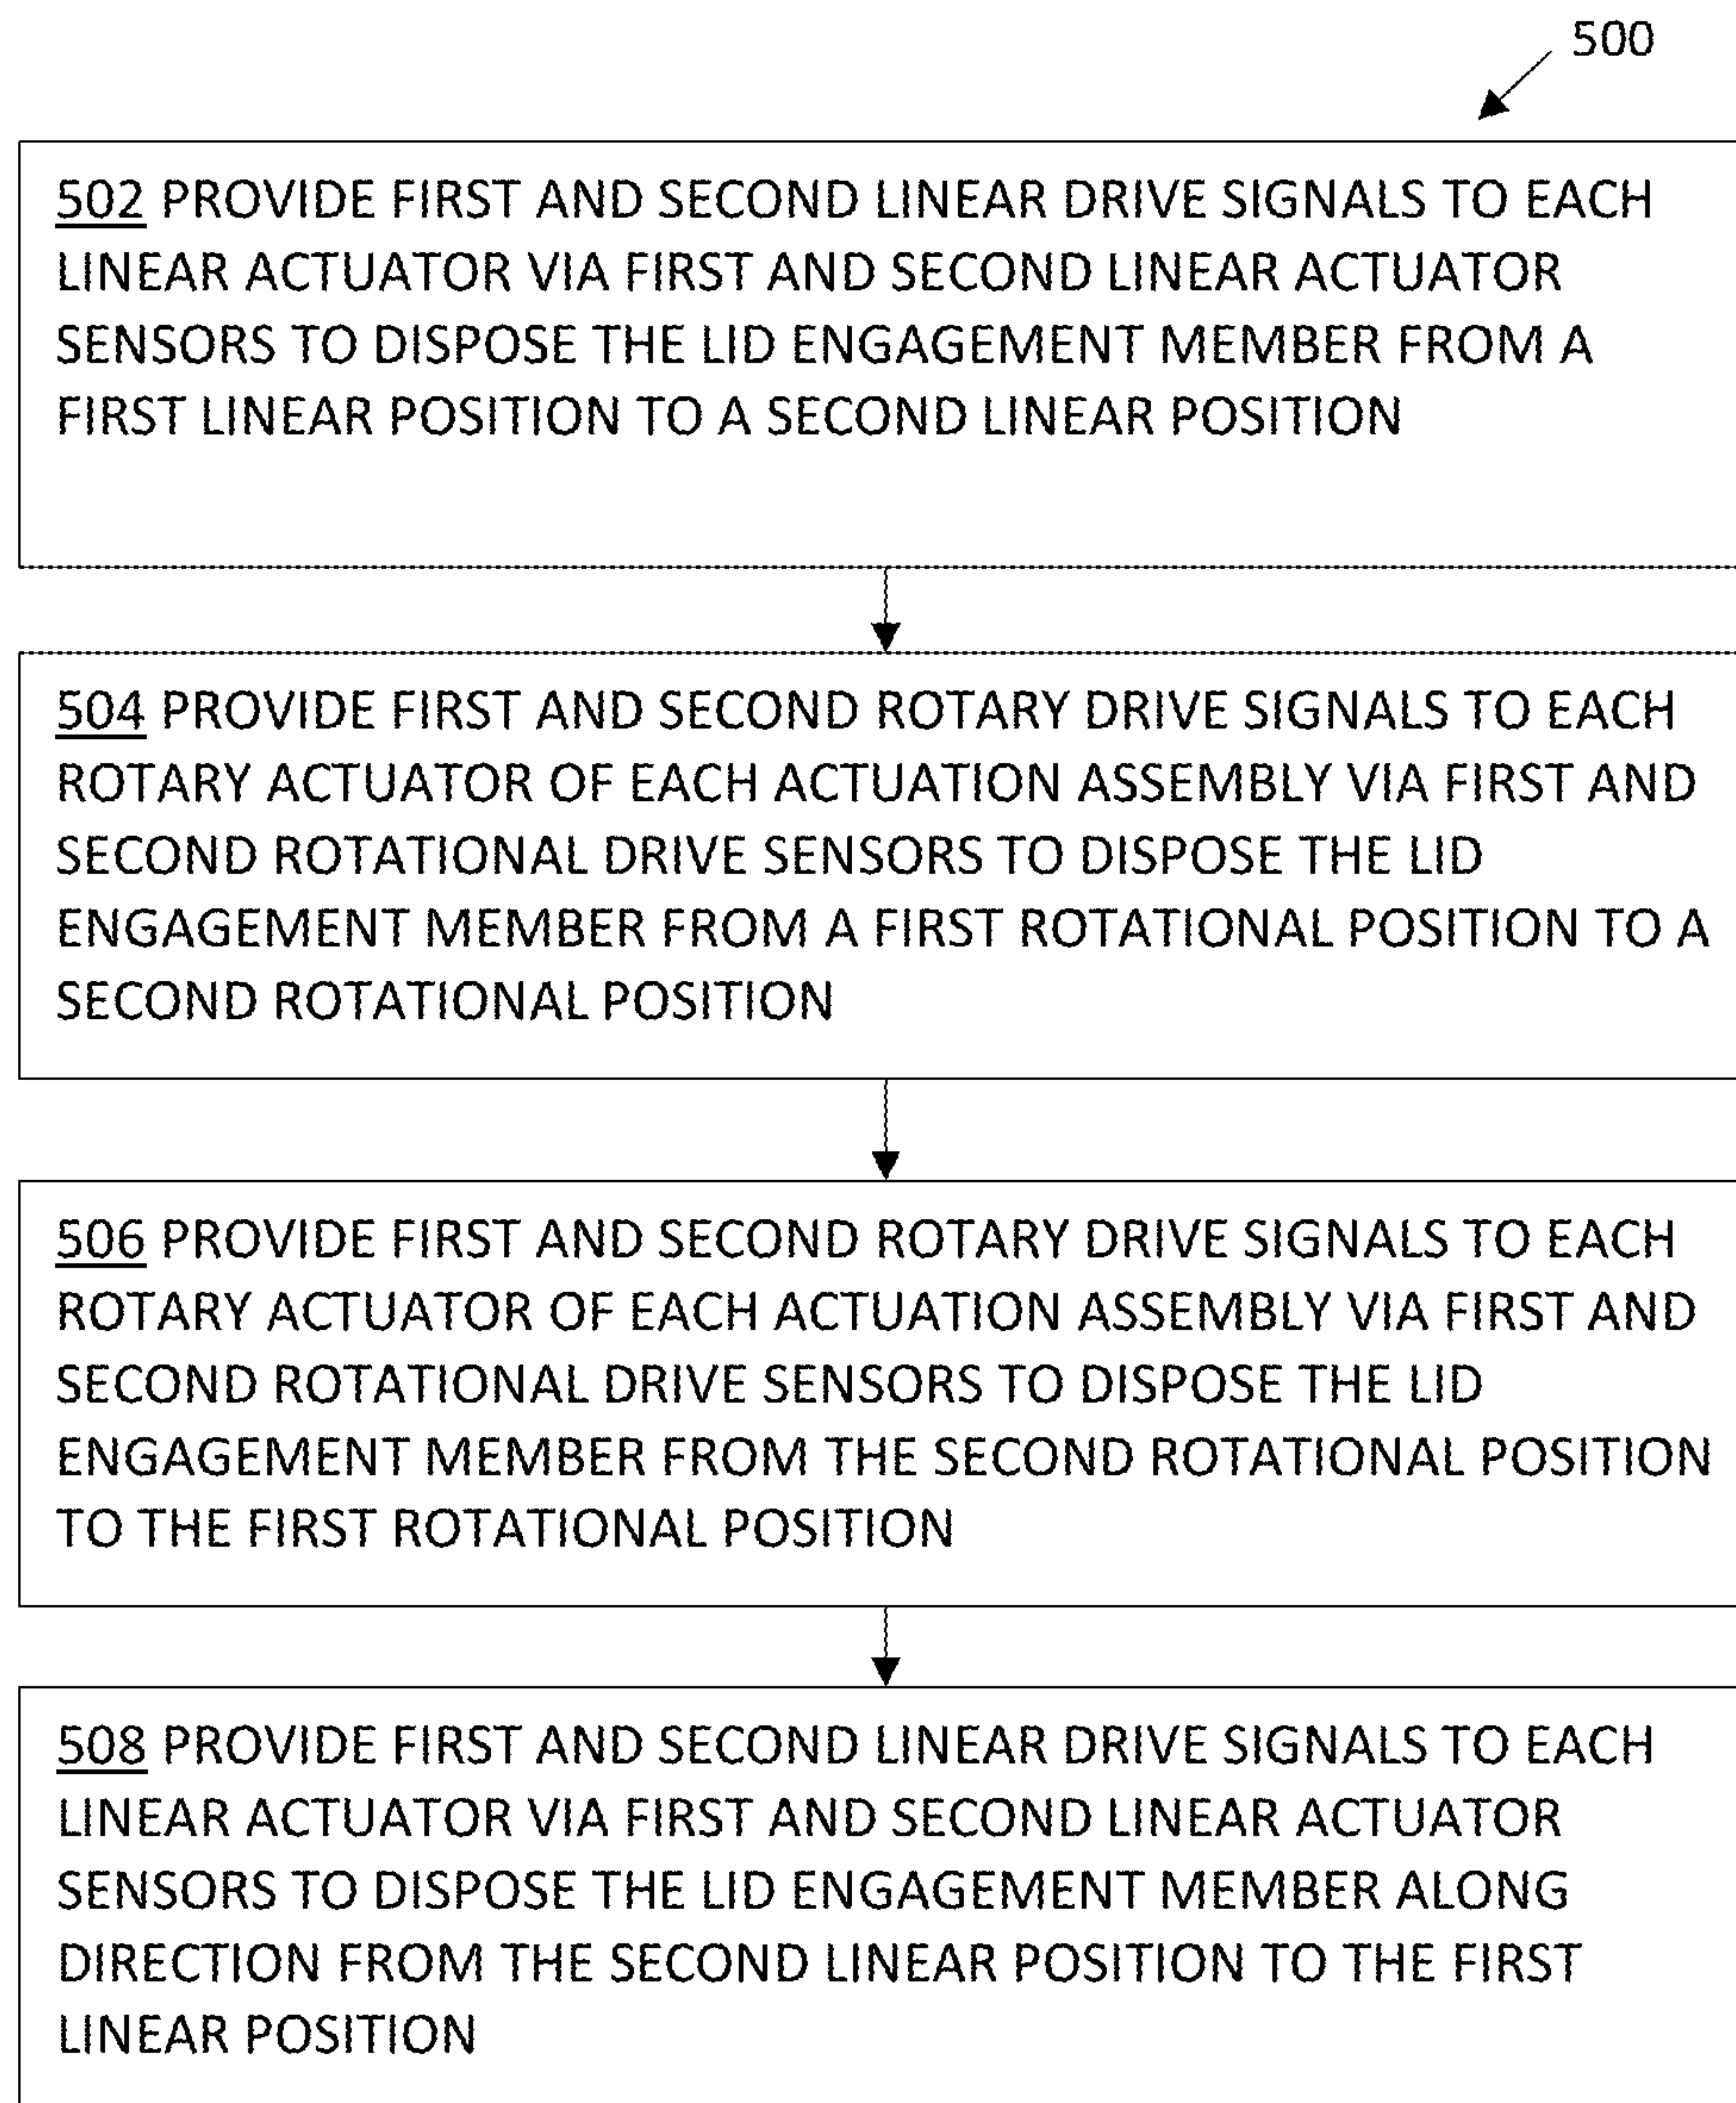 500
502 PROVIDE FIRST AND SECOND LINEAR DRIVE SIGNALS TO EACH
LINEAR ACTUATOR VIA FIRST AND SECOND LINEAR ACTUATOR
SENSORS TO DISPOSE THE LID ENGAGEMENT MEMBER FROM A
FIRST LINEAR POSITION TO A SECOND LINEAR POSITION
504 PROVIDE FIRST AND SECOND ROTARY DRIVE SIGNALS TO EACH
ROTARY ACTUATOR OF EACH ACTUATION ASSEMBLY VIA FIRST AND
SECOND ROTATIONAL DRIVE SENSORS TO DISPOSE THE LID
ENGAGEMENT MEMBER FROM A FIRST ROTATIONAL POSITION TO A
SECOND ROTATIONAL POSITION
506 PROVIDE FIRST AND SECOND ROTARY DRIVE SIGNALS TO EACH
ROTARY ACTUATOR OF EACH ACTUATION ASSEMBLY VIA FIRST AND
SECOND ROTATIONAL DRIVE SENSORS TO DISPOSE THE LID
ENGAGEMENT MEMBER FROM THE SECOND ROTATIONAL POSITION
TO THE FIRST ROTATIONAL POSITION
508 PROVIDE FIRST AND SECOND LINEAR DRIVE SIGNALS TO EACH
LINEAR ACTUATOR VIA FIRST AND SECOND LINEAR ACTUATOR
SENSORS TO DISPOSE THE LID ENGAGEMENT MEMBER ALONG
DIRECTION FROM THE SECOND LINEAR POSITION TO THE FIRST
LINEAR POSITION